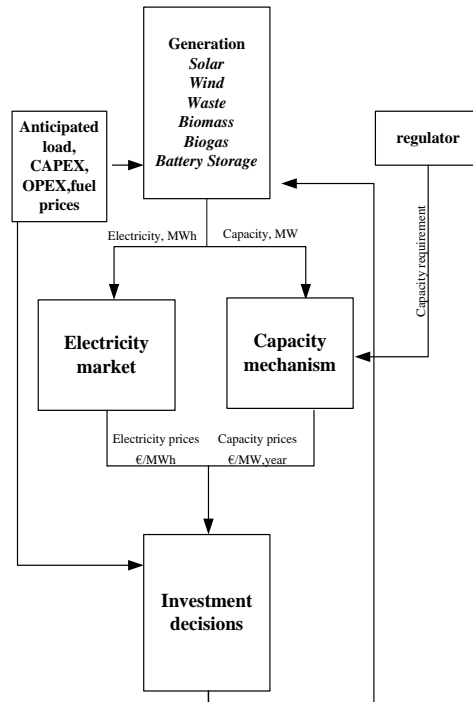 Generation
Solar
Wind
Waste
Biomass
Biogas
Battery Storage
Anticipated
load,
CAPEX,
OPEX,fuel
prices
regulator
Capacity requirement
Electricity, MWh
Capacity, MW
Electricity
market
Capacity
mechanism
Electricity prices
€/MWh
Capacity prices
€/MW,year
Investment
decisions